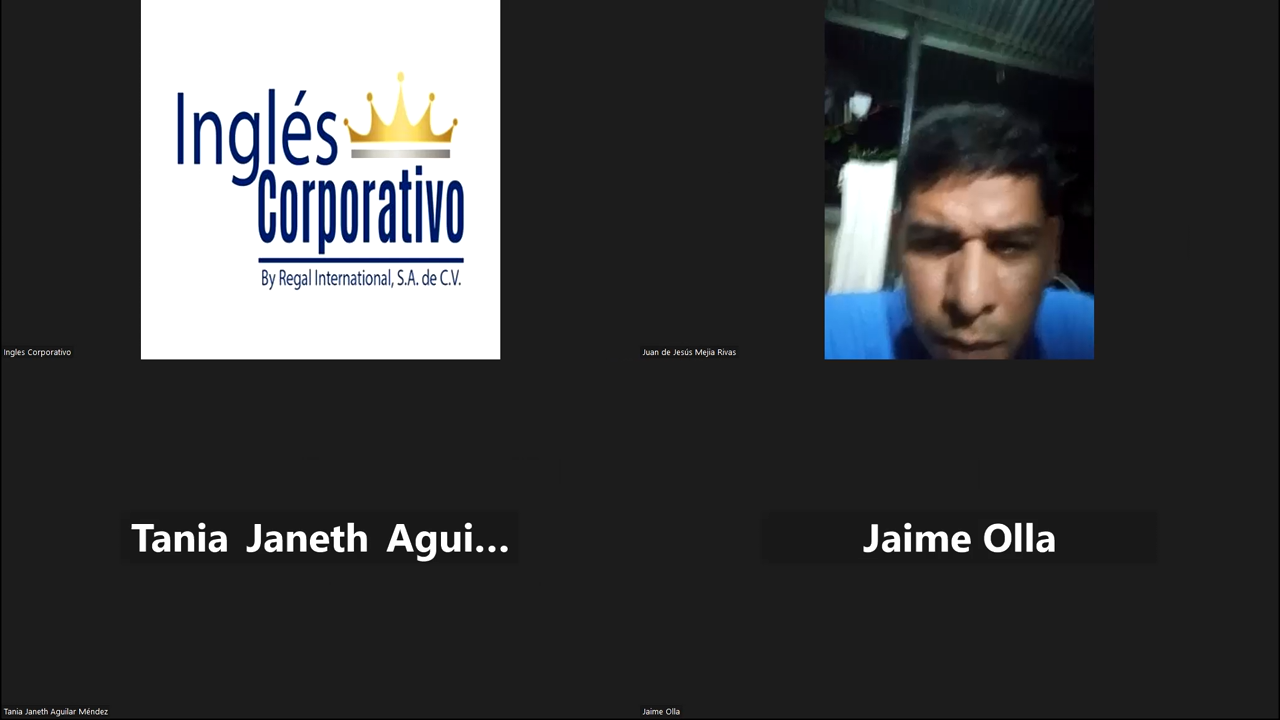 Inglés
Corporativo
By Regal International, S.A. de C.V.
Ingles Corporativo
Juan de Jesús Mejia Rivas
Tania Janeth Agui...
Jaime Olla
Tania Janeth Aguilar Méndez
Jaime Olla